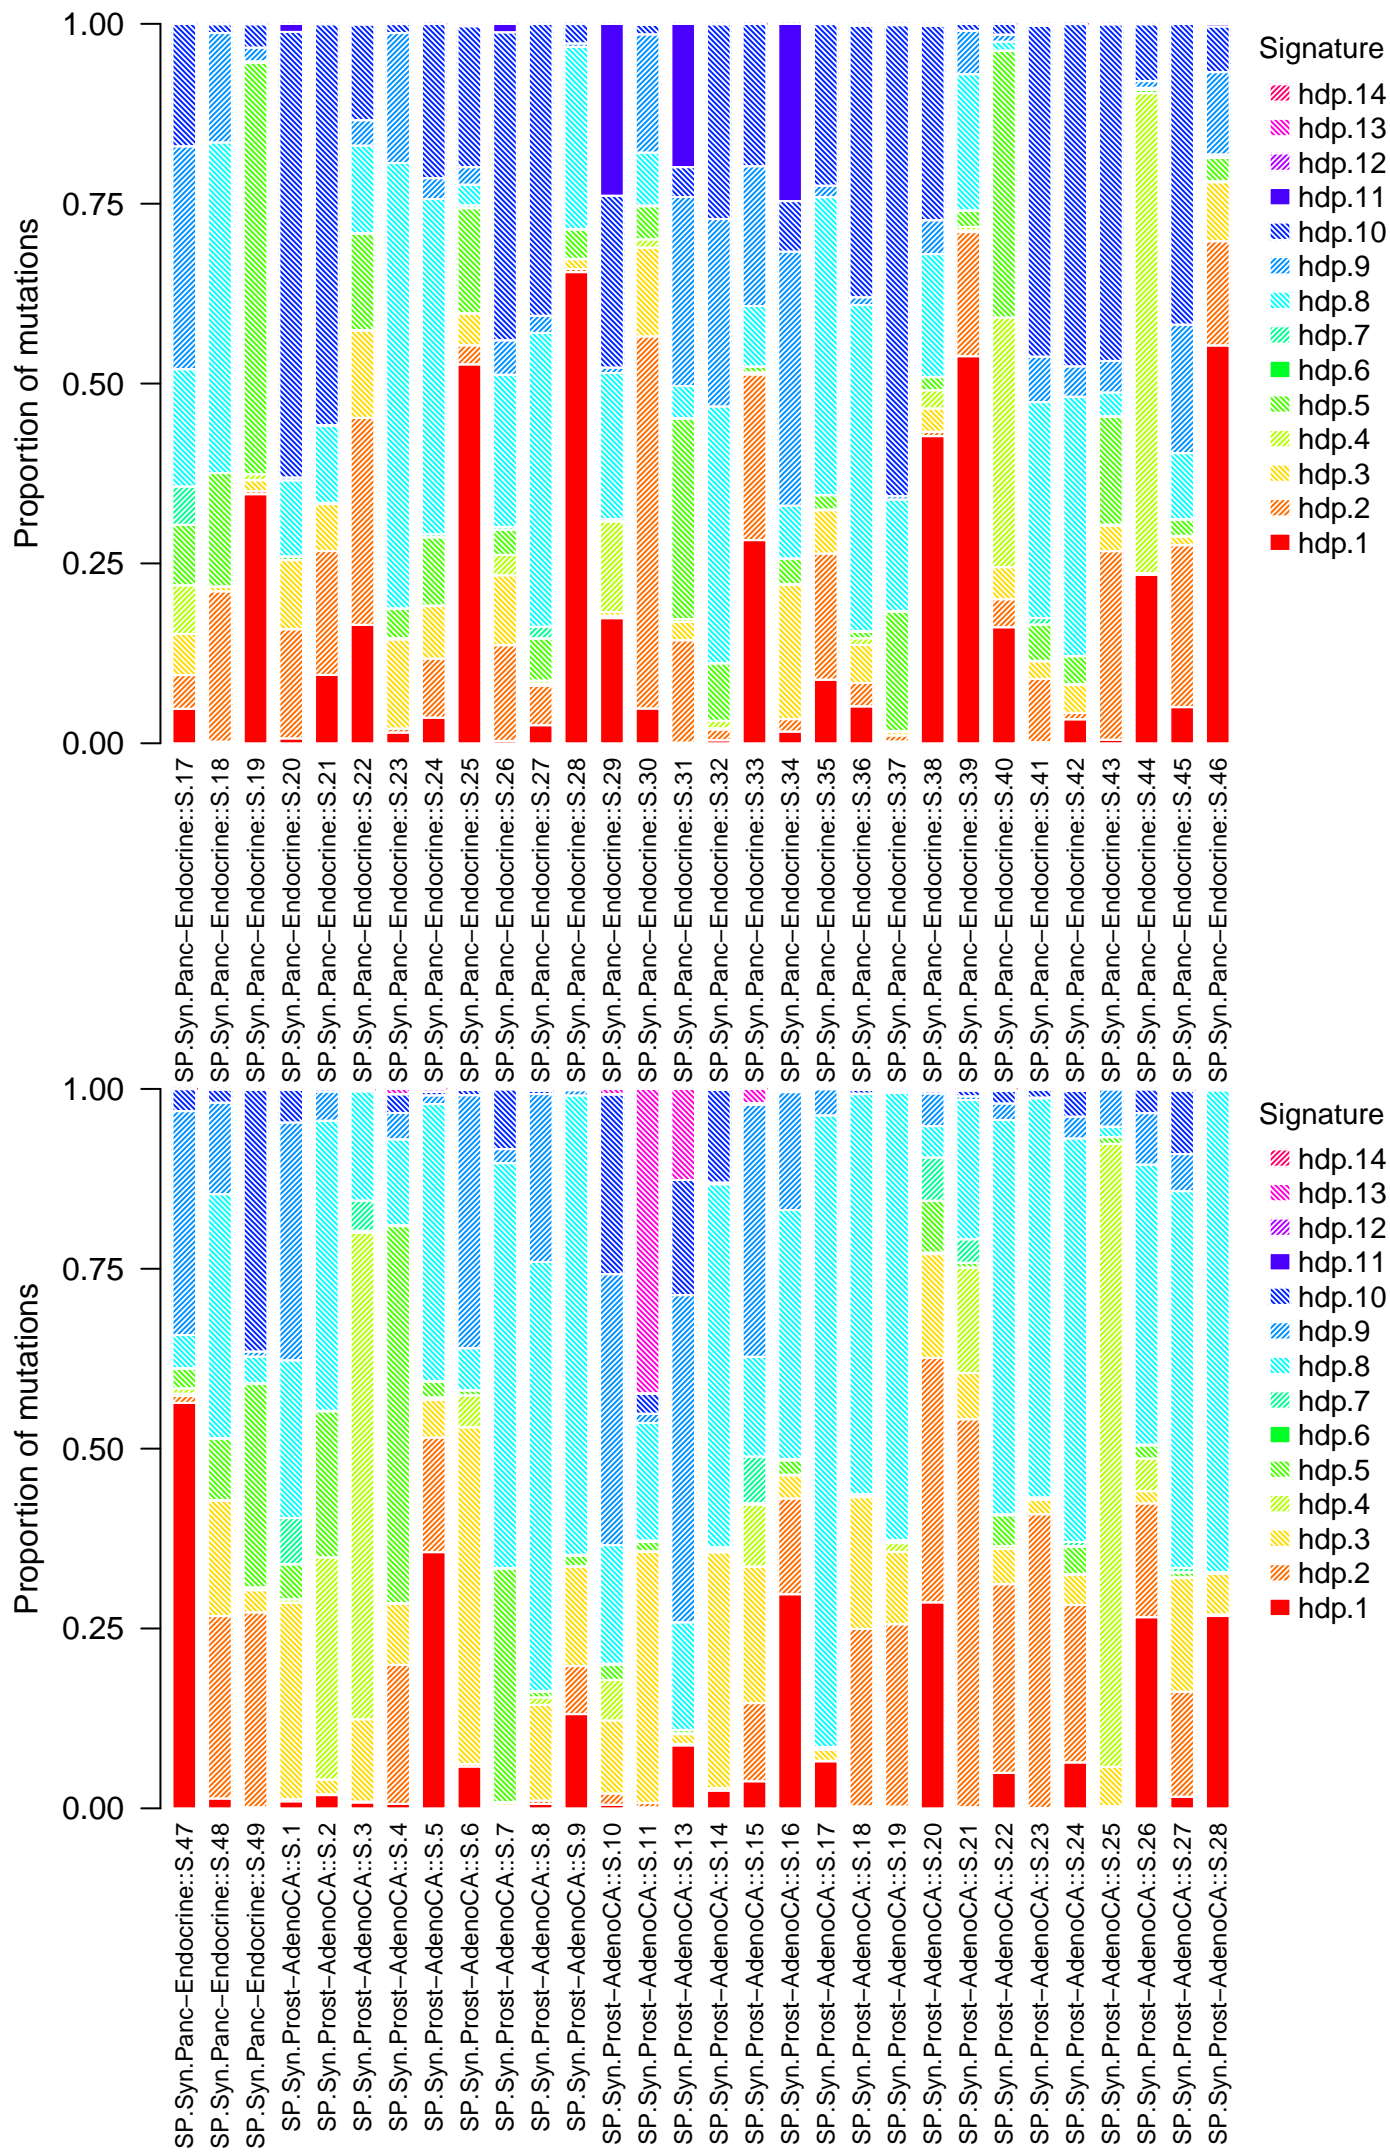 Proportion of mutations
1.00
0.75
0.50
0.25
0.00
SP.Syn.Panc−Endocrine::S.17
SP.Syn.Panc−Endocrine::S.18
SP.Syn.Panc−Endocrine::S.19
SP.Syn.Panc−Endocrine::S.20
SP.Syn.Panc−Endocrine::S.21
SP.Syn.Panc−Endocrine::S.22
SP.Syn.Panc−Endocrine::S.23
SP.Syn.Panc−Endocrine::S.24
SP.Syn.Panc−Endocrine::S.25
SP.Syn.Panc−Endocrine::S.26
SP.Syn.Panc−Endocrine::S.27
SP.Syn.Panc−Endocrine::S.28
SP.Syn.Panc−Endocrine::S.29
SP.Syn.Panc−Endocrine::S.30
SP.Syn.Panc−Endocrine::S.31
SP.Syn.Panc−Endocrine::S.32
SP.Syn.Panc−Endocrine::S.33
SP.Syn.Panc−Endocrine::S.34
SP.Syn.Panc−Endocrine::S.35
SP.Syn.Panc−Endocrine::S.36
SP.Syn.Panc−Endocrine::S.37
SP.Syn.Panc−Endocrine::S.38
SP.Syn.Panc−Endocrine::S.39
SP.Syn.Panc−Endocrine::S.40
SP.Syn.Panc−Endocrine::S.41
SP.Syn.Panc−Endocrine::S.42
SP.Syn.Panc−Endocrine::S.43
SP.Syn.Panc−Endocrine::S.44
SP.Syn.Panc−Endocrine::S.45
SP.Syn.Panc−Endocrine::S.46
Signature
hdp.14
hdp.13
hdp.12
hdp.11
hdp.10
hdp.9
hdp.8
hdp.7
hdp.6
hdp.5
hdp.4
hdp.3
hdp.2
hdp.1
Proportion of mutations
1.00
0.75
0.50
0.25
0.00
SP.Syn.Panc−Endocrine::S.47
SP.Syn.Panc−Endocrine::S.48
SP.Syn.Panc−Endocrine::S.49
SP.Syn.Prost−AdenoCA::S.1
SP.Syn.Prost−AdenoCA::S.2
SP.Syn.Prost−AdenoCA::S.3
SP.Syn.Prost−AdenoCA::S.4
SP.Syn.Prost−AdenoCA::S.5
SP.Syn.Prost−AdenoCA::S.6
SP.Syn.Prost−AdenoCA::S.7
SP.Syn.Prost−AdenoCA::S.8
SP.Syn.Prost−AdenoCA::S.9
SP.Syn.Prost−AdenoCA::S.10
SP.Syn.Prost−AdenoCA::S.11
SP.Syn.Prost−AdenoCA::S.13
SP.Syn.Prost−AdenoCA::S.14
SP.Syn.Prost−AdenoCA::S.15
SP.Syn.Prost−AdenoCA::S.16
SP.Syn.Prost−AdenoCA::S.17
SP.Syn.Prost−AdenoCA::S.18
SP.Syn.Prost−AdenoCA::S.19
SP.Syn.Prost−AdenoCA::S.20
SP.Syn.Prost−AdenoCA::S.21
SP.Syn.Prost−AdenoCA::S.22
SP.Syn.Prost−AdenoCA::S.23
SP.Syn.Prost−AdenoCA::S.24
SP.Syn.Prost−AdenoCA::S.25
SP.Syn.Prost−AdenoCA::S.26
SP.Syn.Prost−AdenoCA::S.27
SP.Syn.Prost−AdenoCA::S.28
Signature
hdp.14
hdp.13
hdp.12
hdp.11
hdp.10
hdp.9
hdp.8
hdp.7
hdp.6
hdp.5
hdp.4
hdp.3
hdp.2
hdp.1